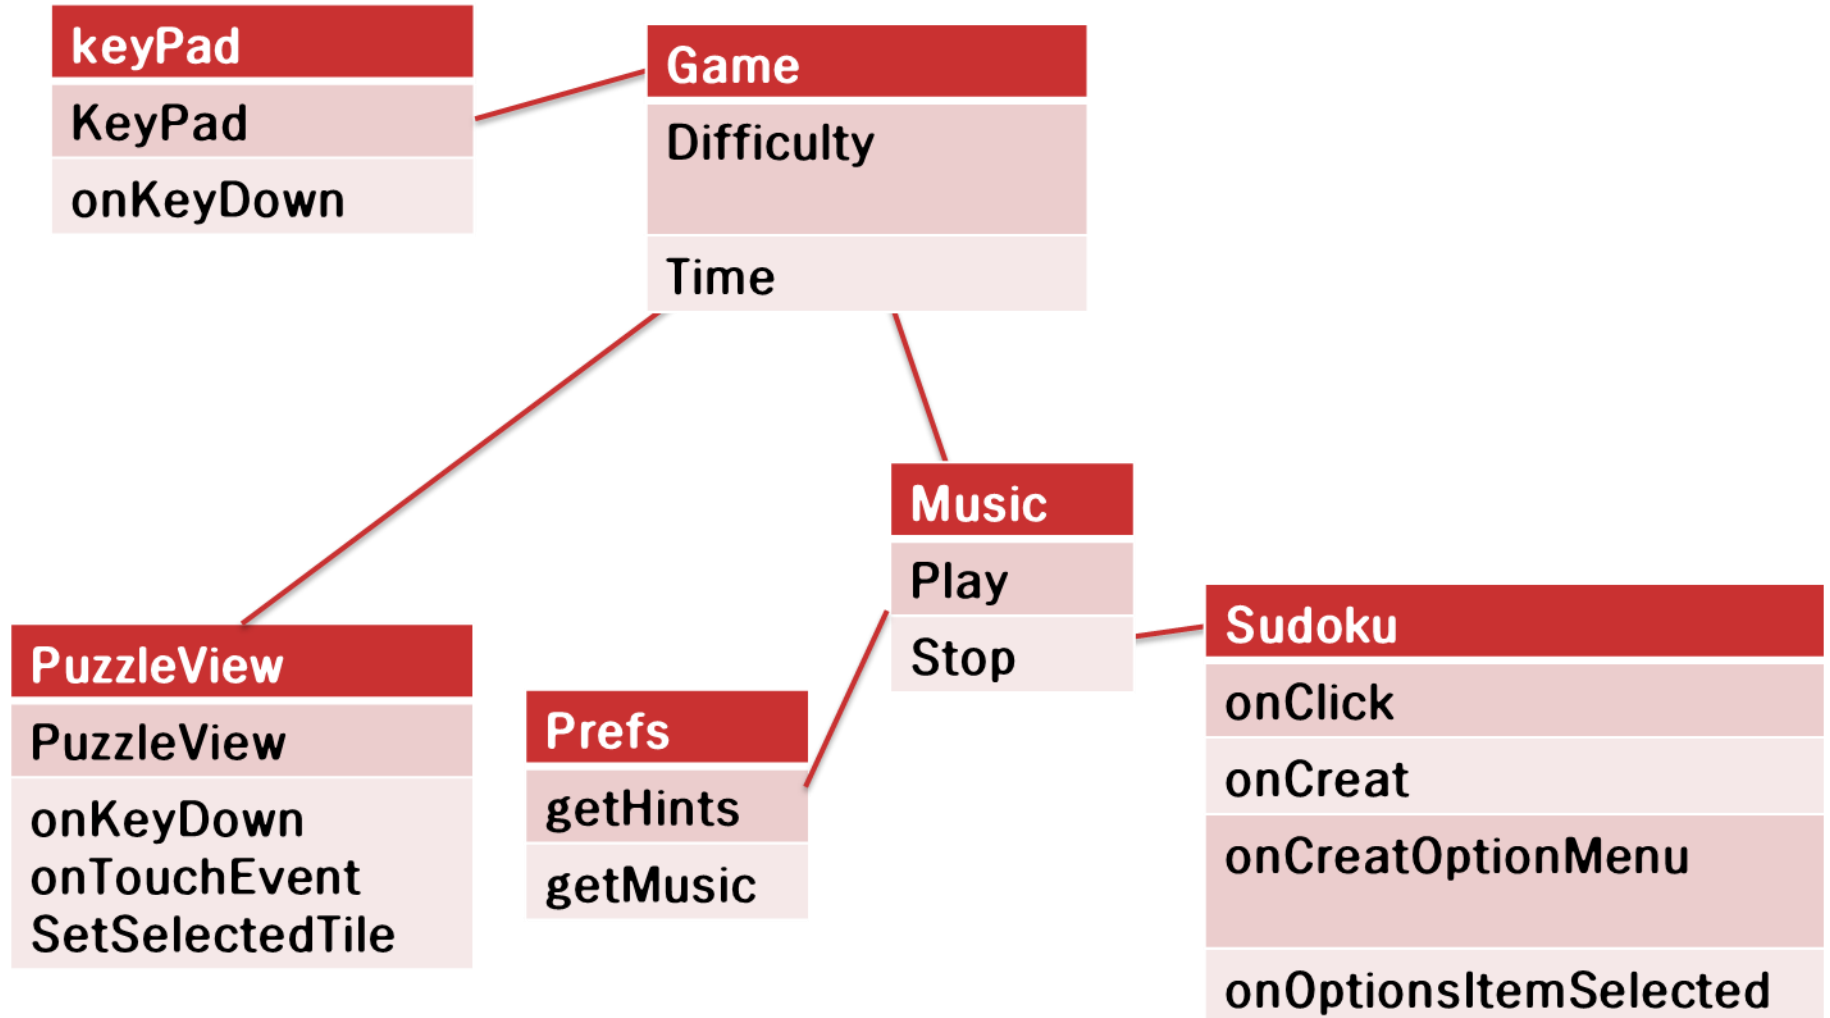 keyPad
KeyPad
onKeyDown
Game
Difficulty
Time
Music
Play
Stop
PuzzleView
PuzzleView
onKeyDown
onTouchEvent
SetSelectedTile
Prefs
getHints
getMusic
Sudoku
onClick
onCreat
onCreatOptionMenu
onOptionsItemSelected